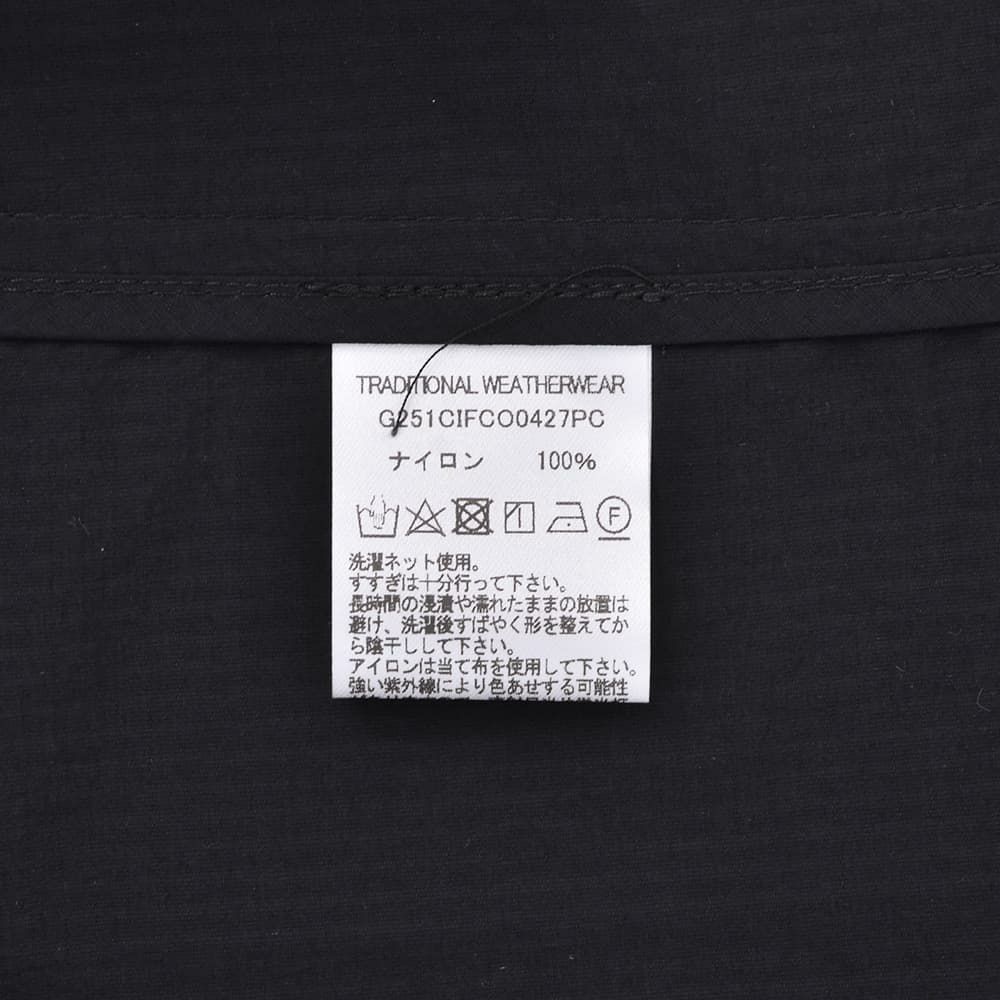 TRADITIONAL WEATHERWEAR
G251CIFCO0427PC
ナイロン 100%
F
洗濯ネット使用。
すすぎは十分行って下さい。
長時間の浸漬や濡れたままの放置は
避け、洗濯後すばやく形を整えてか
ら陰干しして下さい。
アイロンは当て布を使用して下さい。
強い紫外線により色あせする可能性